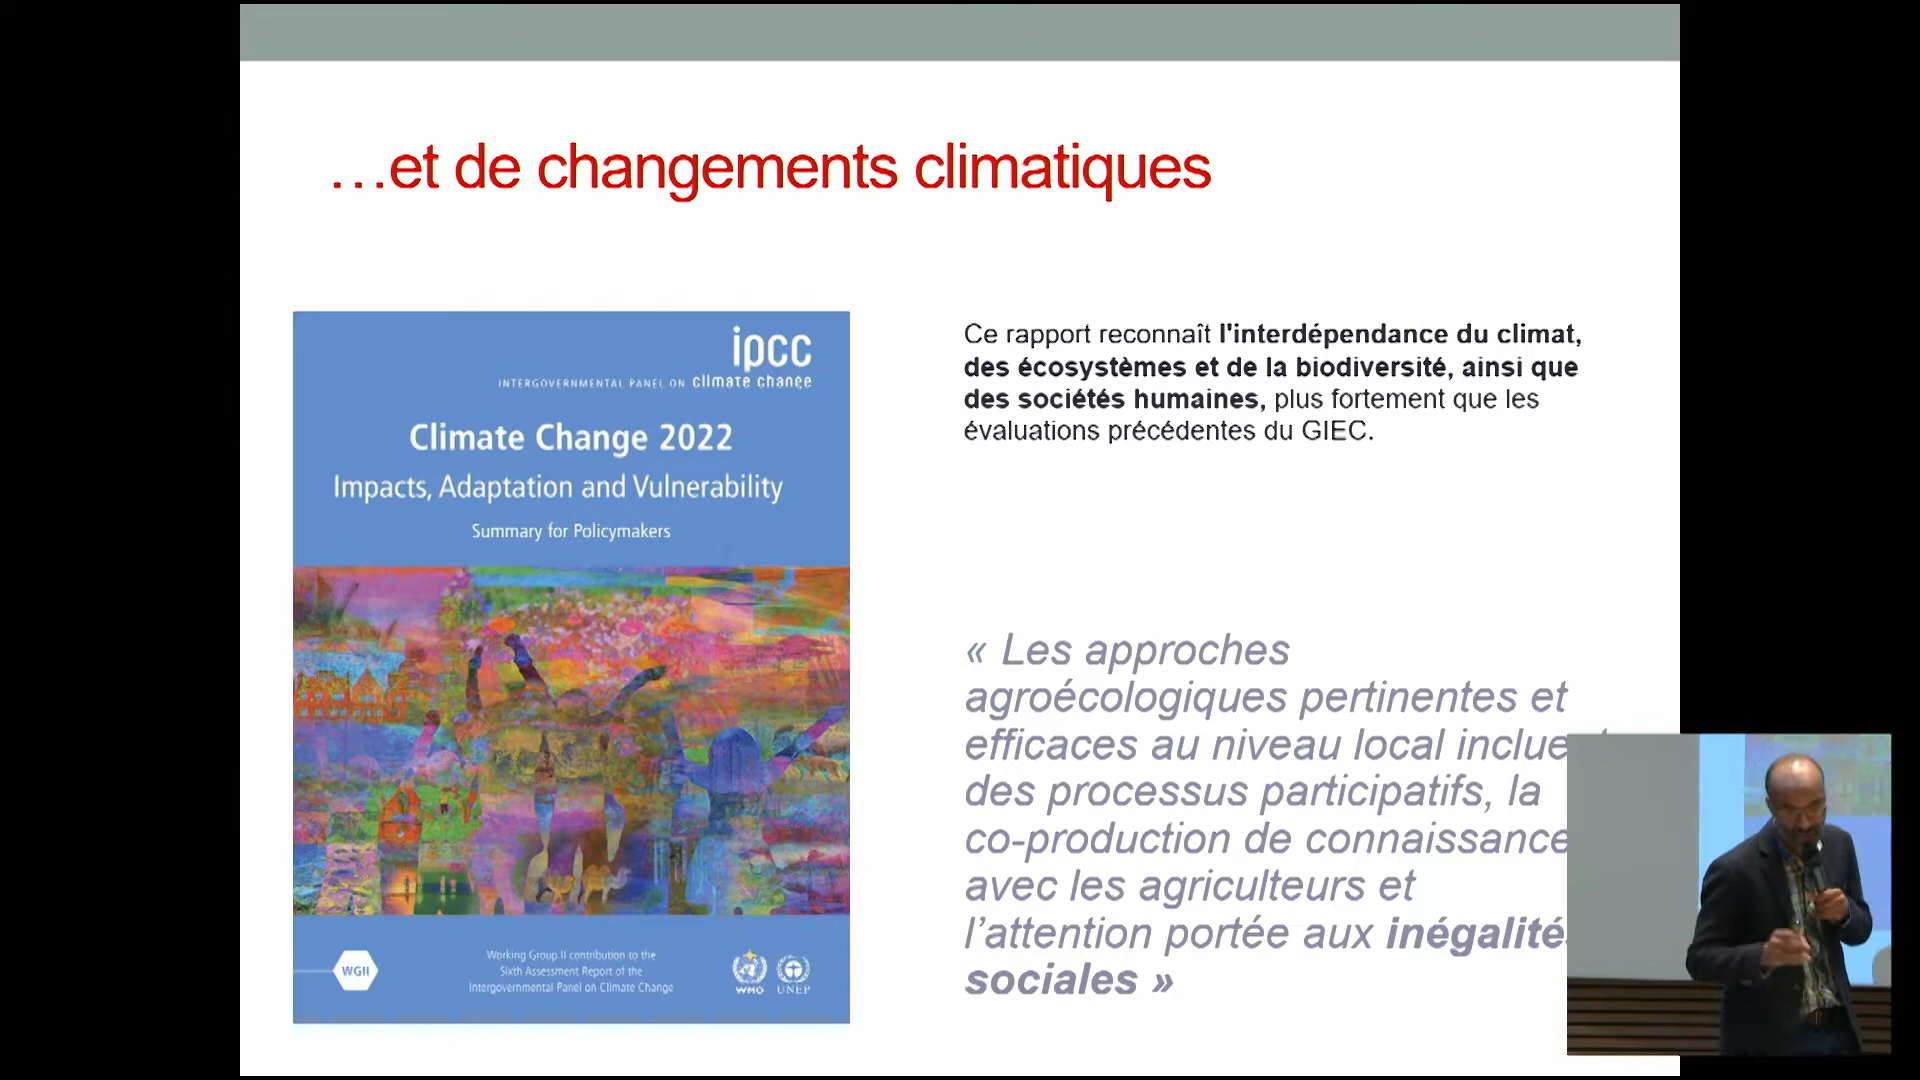 …et de changements climatiques
ipcc
INTERGOVERNMENTAL PANEL ON climate change
Climate Change 2022
Impacts, Adaptation and Vulnerability
Summary for Policymakers
WGII
Working Group II contribution to the
Sixth Assessment Report of the
Intergovernmental Panel on Climate Change
WMO UNEP
Ce rapport reconnaît l'interdépendance du climat,
des écosystèmes et de la biodiversité, ainsi que
des sociétés humaines, plus fortement que les
évaluations précédentes du GIEC.
« Les approches
agroécologiques pertinentes et
efficaces au niveau local
des processus participatifs, la
co-production de
avec les agriculteurs et
l’attention portée aux
sociales »